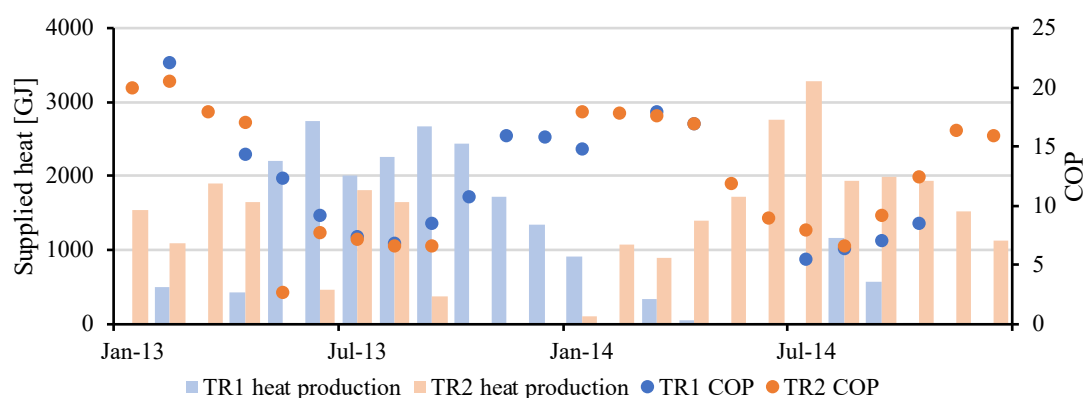 4000
25
3000
20
15
2000
10
1000
5
0
0
Supplied heat [GJ]
COP
Jan-13 Jul-13 Jan-14 Jul-14
TR1 heat production TR2 heat production TR1 COP TR2 COP